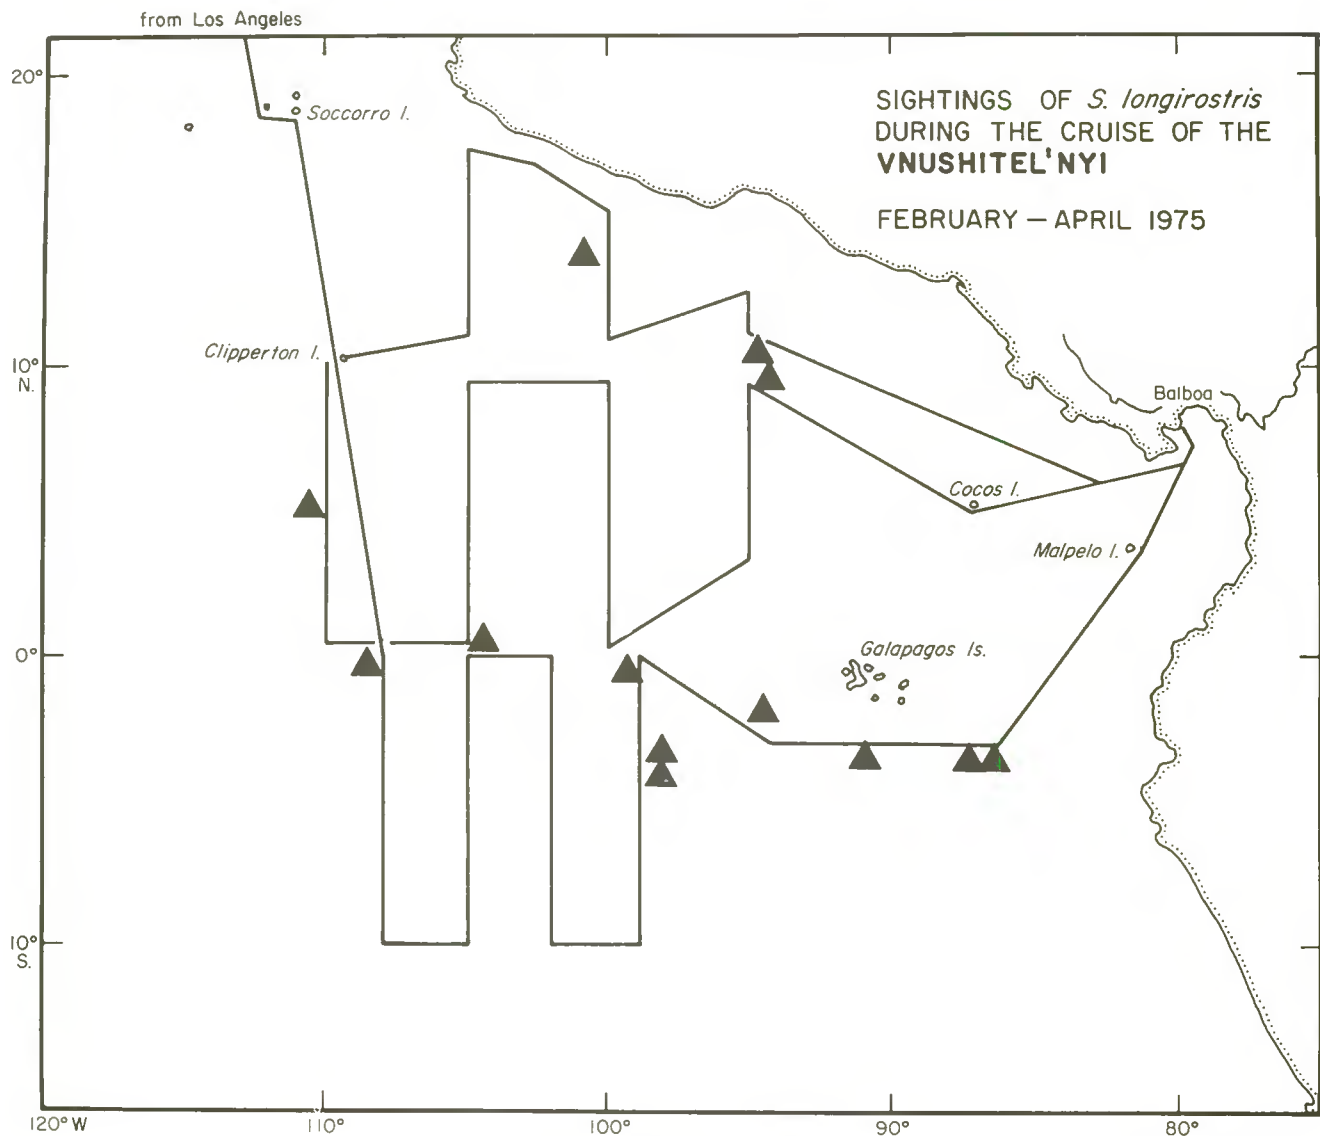 from Los Angeles
20°
Soccorro I.
SIGHTINGS OF S. longirostris
DURING THE CRUISE OF THE
VNUSHITEL'NYI
FEBRUARY — APRIL 1975
Clipperton I.
10°
N.
Balboa
Cocos I.
Malpelo I.
0°
Galapagos Is.
10°
S.
120°W
110°
100°
90°
80°